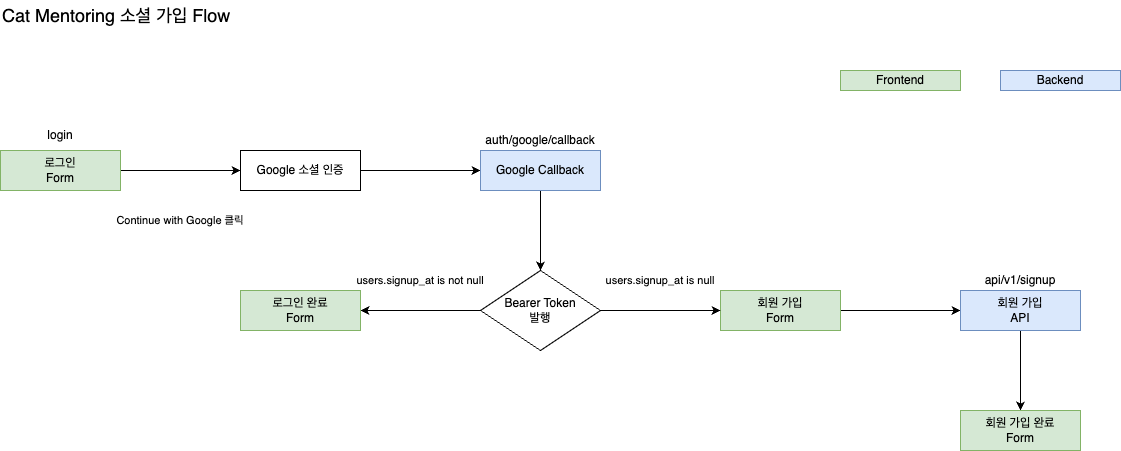 Cat Mentoring 소셜 가입 Flow
Frontend
Backend
login
로그인
Form
Google 소셜 인증
auth/google/callback
Google Callback
Continue with Google 클릭
users.signup_at is not null
users.signup_at is null
로그인 완료
Form
Bearer Token
발행
회원 가입
Form
api/v1/signup
회원 가입
API
회원 가입 완료
Form